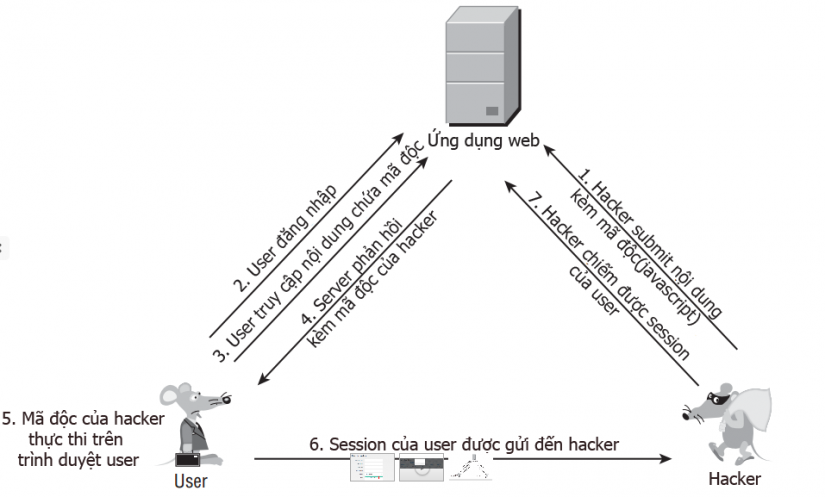 Ứng dụng web
1. Hacker submit nội dung
kèm mã độc(javascript)
2. User đăng nhập
3. User truy cập nội dung chứa mã độc
4. Server phản hồi
kèm mã độc của hacker
7. Hacker chiếm được session
của user
5. Mã độc của hacker
thực thi trên
trình duyệt user
6. Session của user được gửi đến hacker
User
Hacker